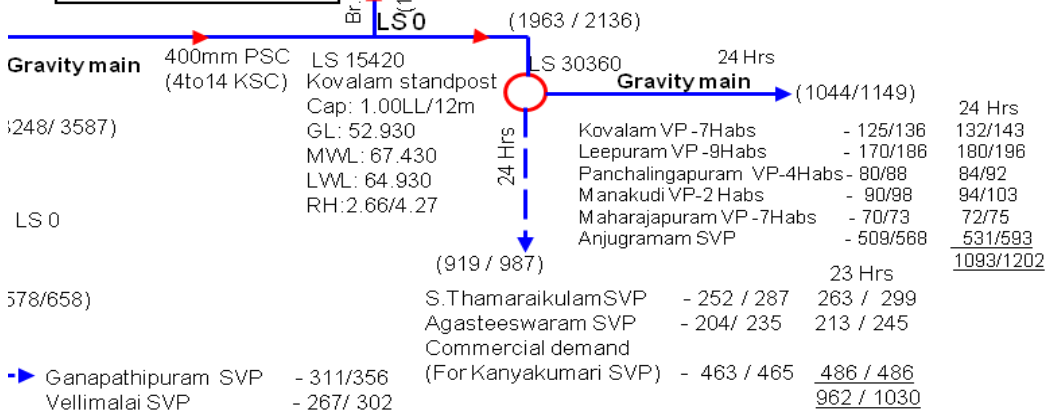 Br.
LS 0
(1963 / 2136)
Gravity main
400mm PSC
(4to14 KSC)
LS 15420
Kovalam standpost
Cap: 1.00LL/12m
GL: 52.930
MWL: 67.430
LWL: 64.930
RH:2.66/4.27
LS 30360
24 Hrs
Gravity main
(1044/1149)
24 Hrs
3248/ 3587)
LS 0
578/658)
24 Hrs
Kovalam VP -7Habs - 125/136 132/143
Leepuram VP -9Habs - 170/186 180/196
Panchalingapuram VP-4Habs - 80/88 84/92
Manakudi VP-2 Habs - 90/98 94/103
Maharajapuram VP -7Habs - 70/73 72/75
Anjugramam SVP - 509/568 531/593
1093/1202
(919 / 987)
23 Hrs
S.ThamaraikulamSVP - 252 / 287 263 / 299
Agasteeswaram SVP - 204/ 235 213 / 245
Commercial demand
(For Kanyakumari SVP) - 463 / 465 486 / 486
962 / 1030
Ganapathipuram SVP - 311/356
Vellimalai SVP - 267/ 302